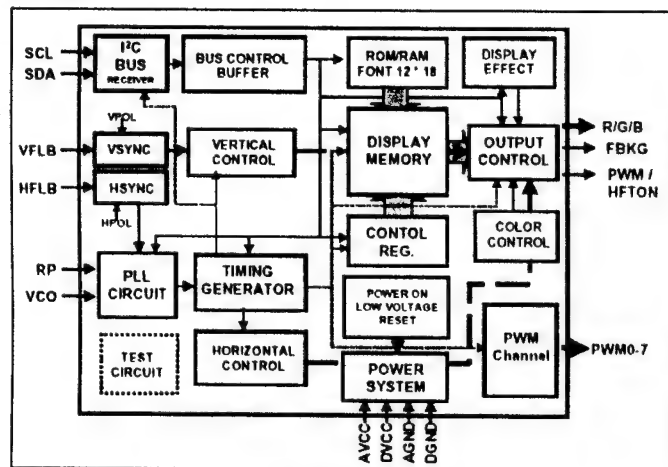 SCL
SDA
I²C
BUS
RECEIVER
BUS CONTROL
BUFFER
ROM/RAM
FONT 12 * 18
DISPLAY
EFFECT
VPOL
VFLB
VSYNC
HFLB
HSYNC
HPOL
VERTICAL
CONTROL
DISPLAY
MEMORY
OUTPUT
CONTROL
R/G/B
FBKG
PWM /
HFTON
CONTOL
REG.
COLOR
CONTROL
RP
VCO
PLL
CIRCUIT
TIMING
GENERATOR
POWER ON
LOW VOLTAGE
RESET
TEST
CIRCUIT
HORIZONTAL
CONTROL
POWER
SYSTEM
PWM
Channel
PWM0-7
AVCC
DVCC
AGND
DGND